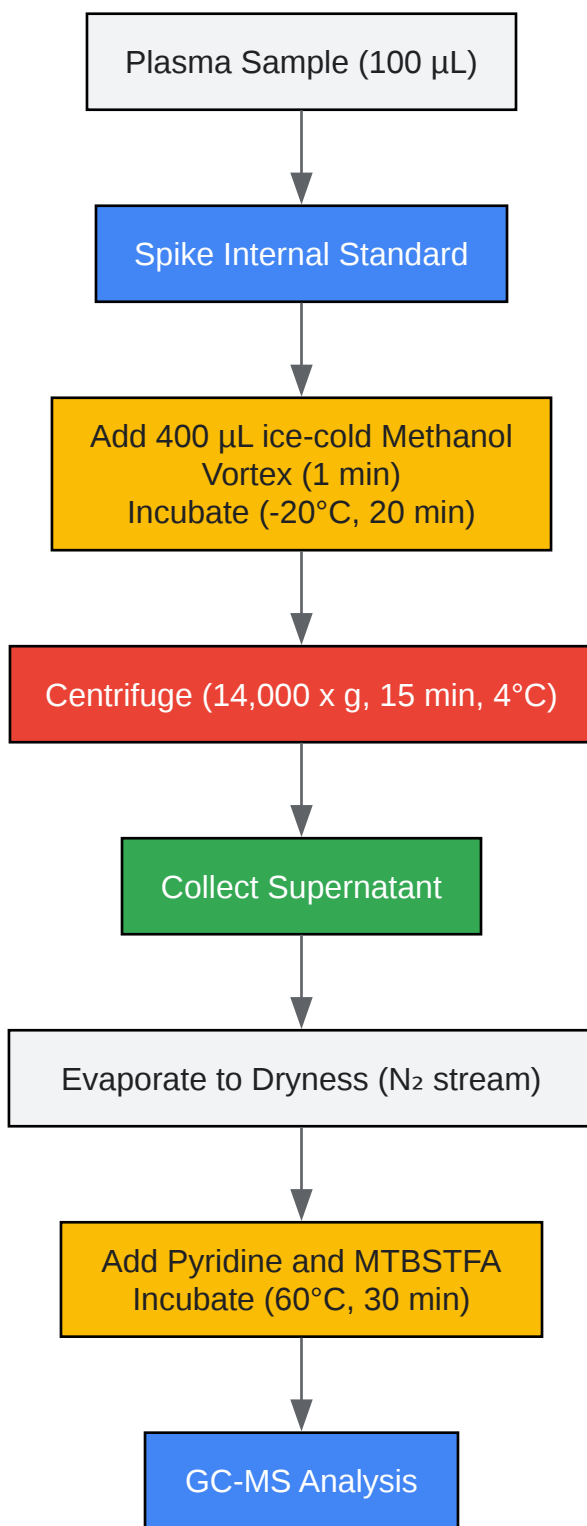 Plasma Sample (100 µL)
Spike Internal Standard
Add 400 µL ice-cold Methanol
Vortex (1 min)
Incubate (-20°C, 20 min)
Centrifuge (14,000 x g, 15 min, 4°C)
Collect Supernatant
Evaporate to Dryness (N₂ stream)
Add Pyridine and MTBSTFA
Incubate (60°C, 30 min)
GC-MS Analysis